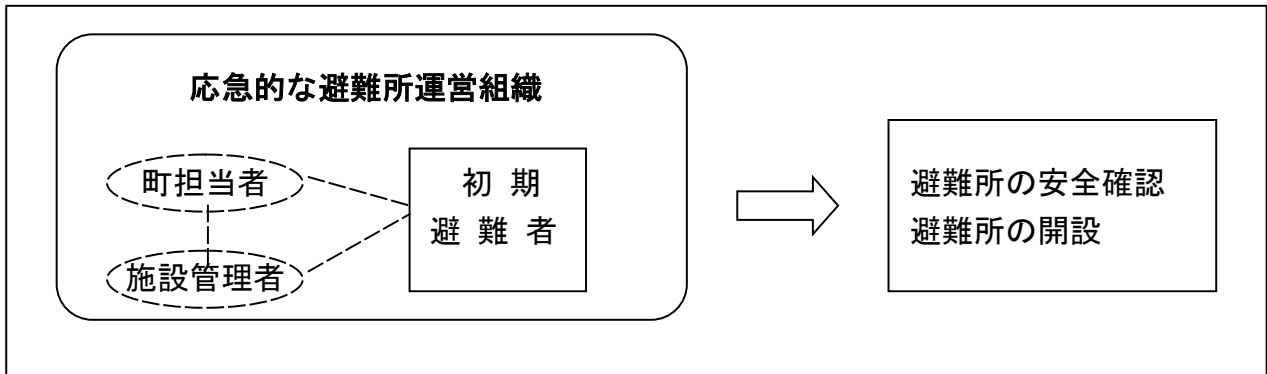 応急的な避難所運営組織
町担当者
施設管理者
初 期
避 難 者
避難所の安全確認
避難所の開設